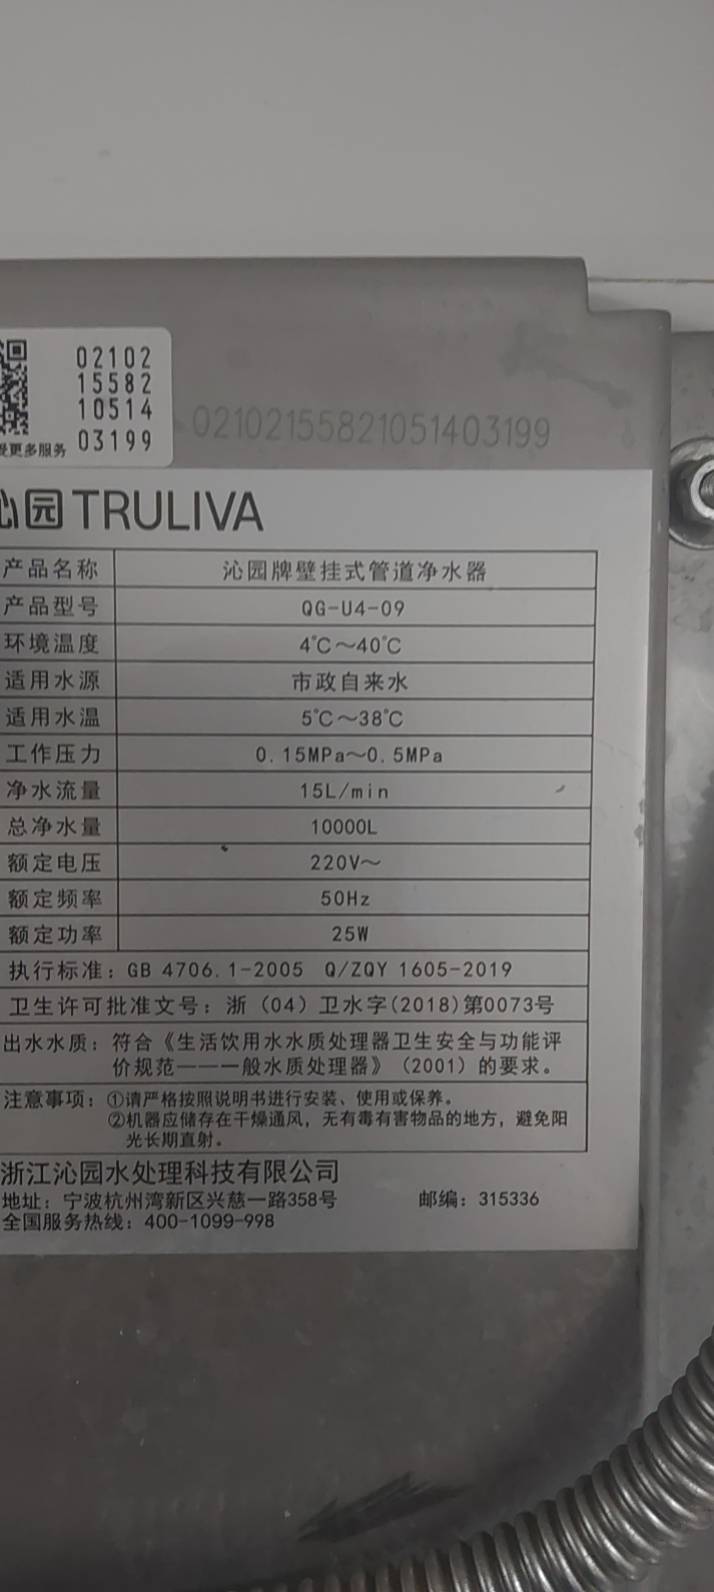 02102
15582
10514
03199
更多服务
02102155821051403199
沁园 TRULIVA
产品名称 沁园牌壁挂式管道净水器
产品型号 QG-U4-09
环境温度 4℃～40℃
适用水源 市政自来水
适用水温 5℃～38℃
工作压力 0.15MPa～0.5MPa
净水流量 15L/min
总净水量 10000L
额定电压 220V～
额定频率 50Hz
额定功率 25W
执行标准：GB 4706.1-2005 Q/ZQY 1605-2019
卫生许可批准文号：浙（04）卫水字(2018)第0073号
出水水质：符合《生活饮用水水质处理器卫生安全与功能评
价规范———一般水质处理器》（2001）的要求。
注意事项：①请严格按照说明书进行安装、使用或保养。
②机器应储存在干燥通风，无有毒有害物品的地方，避免阳
光长期直射。
浙江沁园水处理科技有限公司
地址：宁波杭州湾新区兴慈一路358号 邮编：315336
全国服务热线：400-1099-998